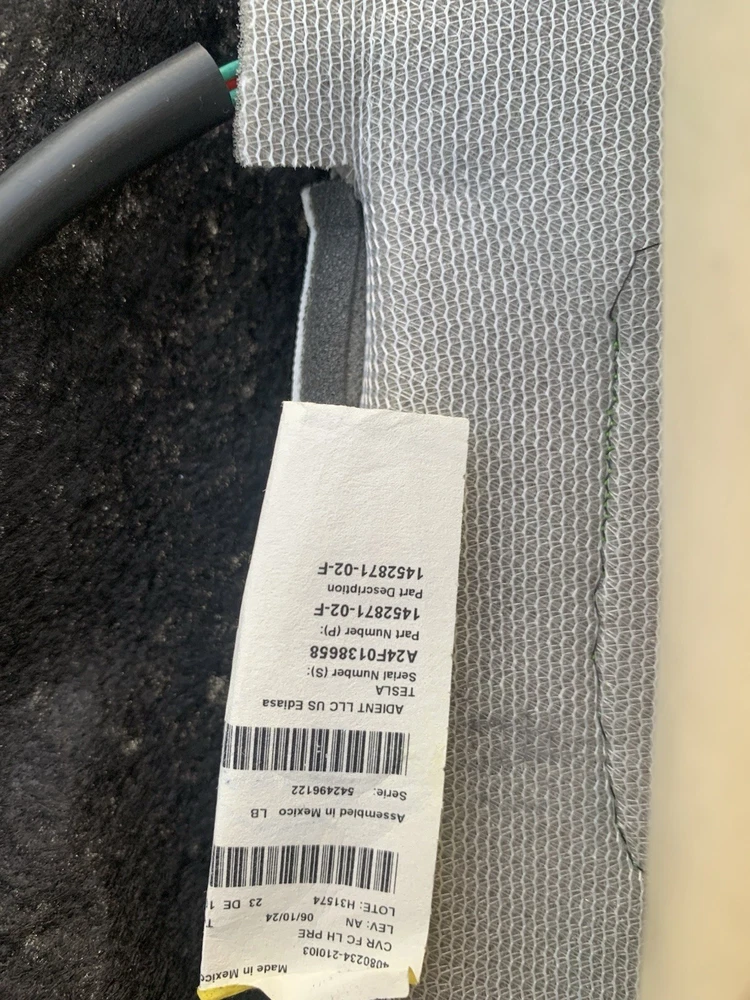 Made in Mexico
4080234-210I03
CVR FC LH PRE
LEV: AN 06/10/24 T
LOTE: H31574 23 DE 1
Assembled in Mexico LB
Serie: 542496122
ADIENT LLC US Ediasa
TESLA
Serial Number (S):
A24F0138658
Part Number (P):
1452871-02-F
Part Description
1452871-02-F